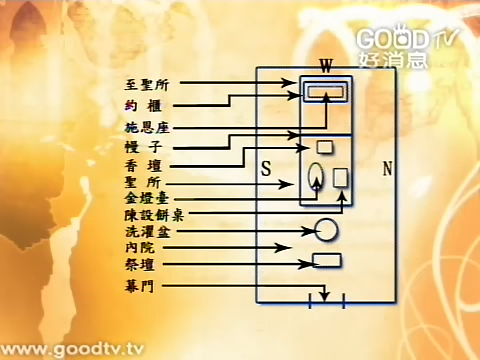 GOOD TV
好消息
W
至聖所
約櫃
施恩座
幔子
香壇
S
N
聖所
金燈臺
陳設餅桌
洗濯盆
內院
祭壇
幕門
www.goodtv.tv